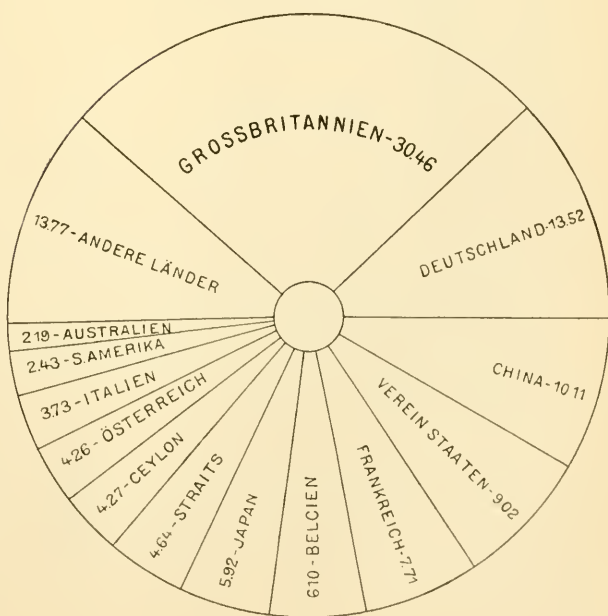 GROSSBRITANNIEN-30.46
DEUTSCHLAND-13.52
CHINA-10 11
VEREIN STAATEN-9 02
FRANKREICH-7.71
6 10-BELCIEN
5.92-JAPAN
4.64-STRAITS
4.27-CEYLON
4 26-ÖSTERREICH
3.73-ITALIEN
2.43-S.AMERIKA
2 19-AUSTRALIEN
13.77-ANDERE LÄNDER